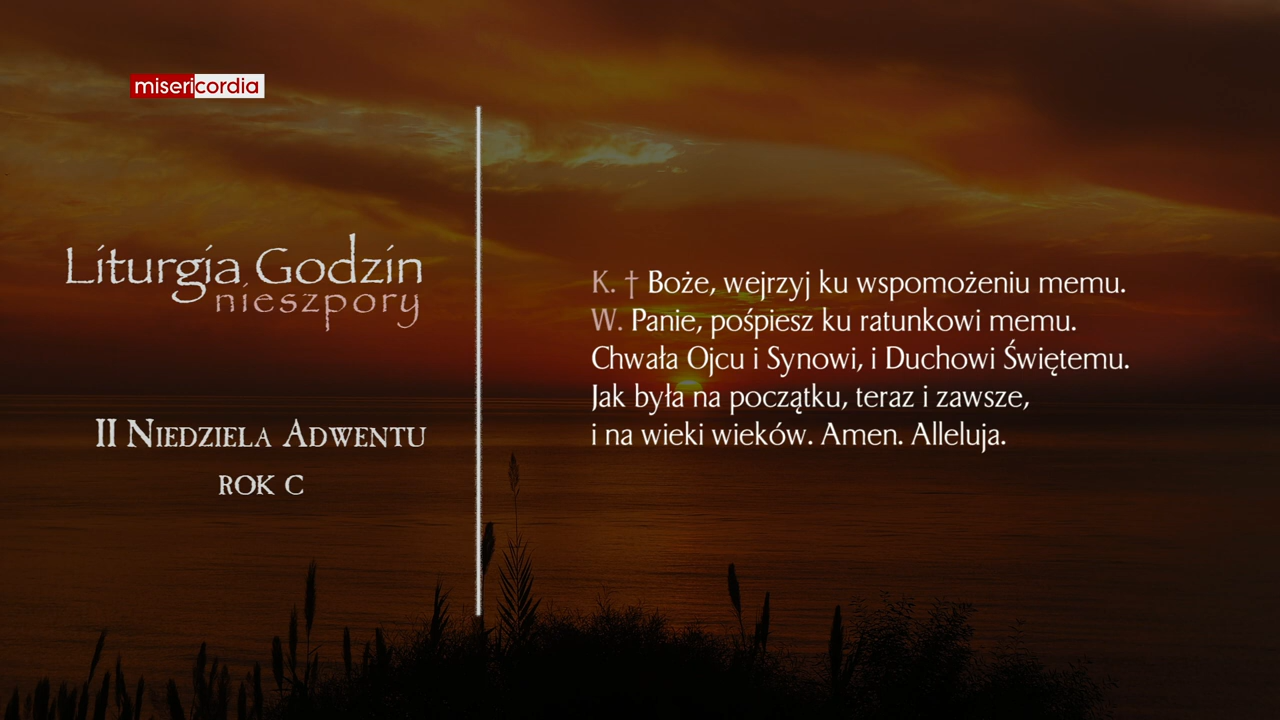 misericordia
Liturgia Godzin
nieszpory
II Niedziela Adwentu
rok C
K. † Boże, wejrzyj ku wspomożeniu memu.
W. Panie, pośpiesz ku ratunkowi memu.
Chwała Ojcu i Synowi, i Duchowi Świętemu.
Jak była na początku, teraz i zawsze,
i na wieki wieków. Amen. Alleluja.